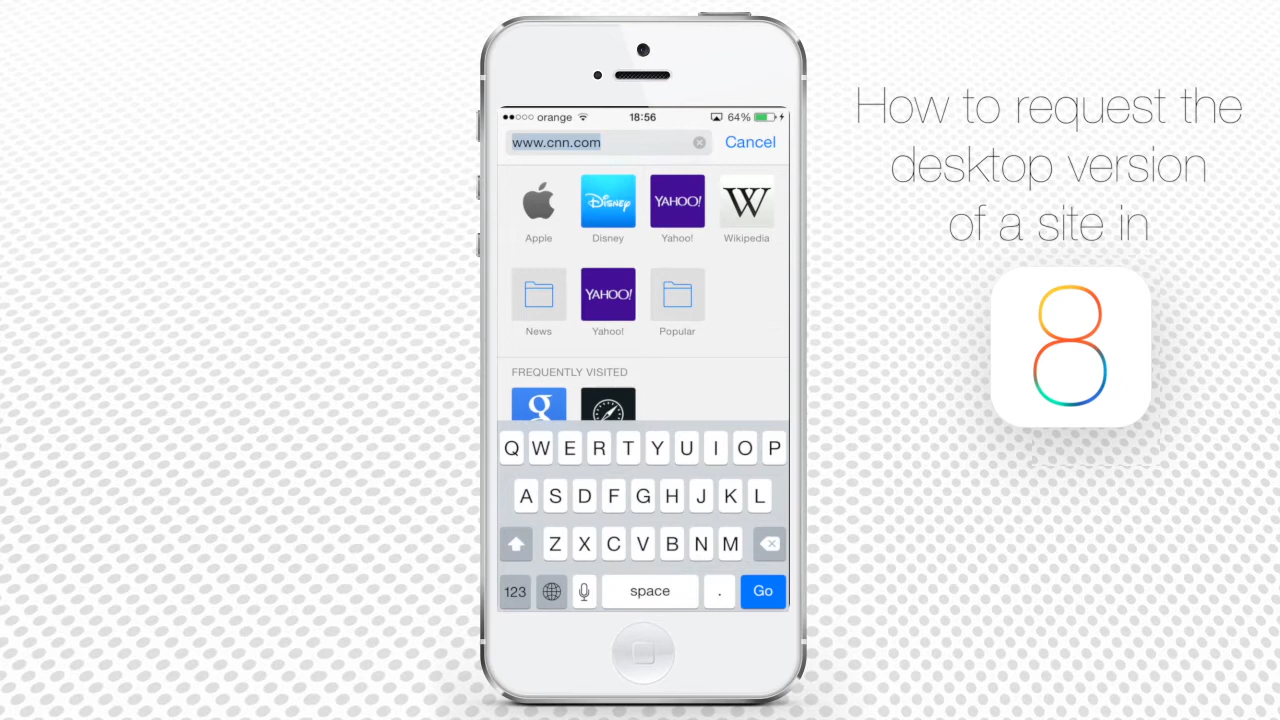 orange 18:56 64%
www.cnn.com Cancel
Apple Disney Yahoo! Wikipedia
Disney YAHOO! W
YAHOO!
News Yahoo! Popular
FREQUENTLY VISITED
g
Q W E R T Y U I O P
A S D F G H J K L
Z X C V B N M
123 space . Go
How to request the
desktop version
of a site in
8